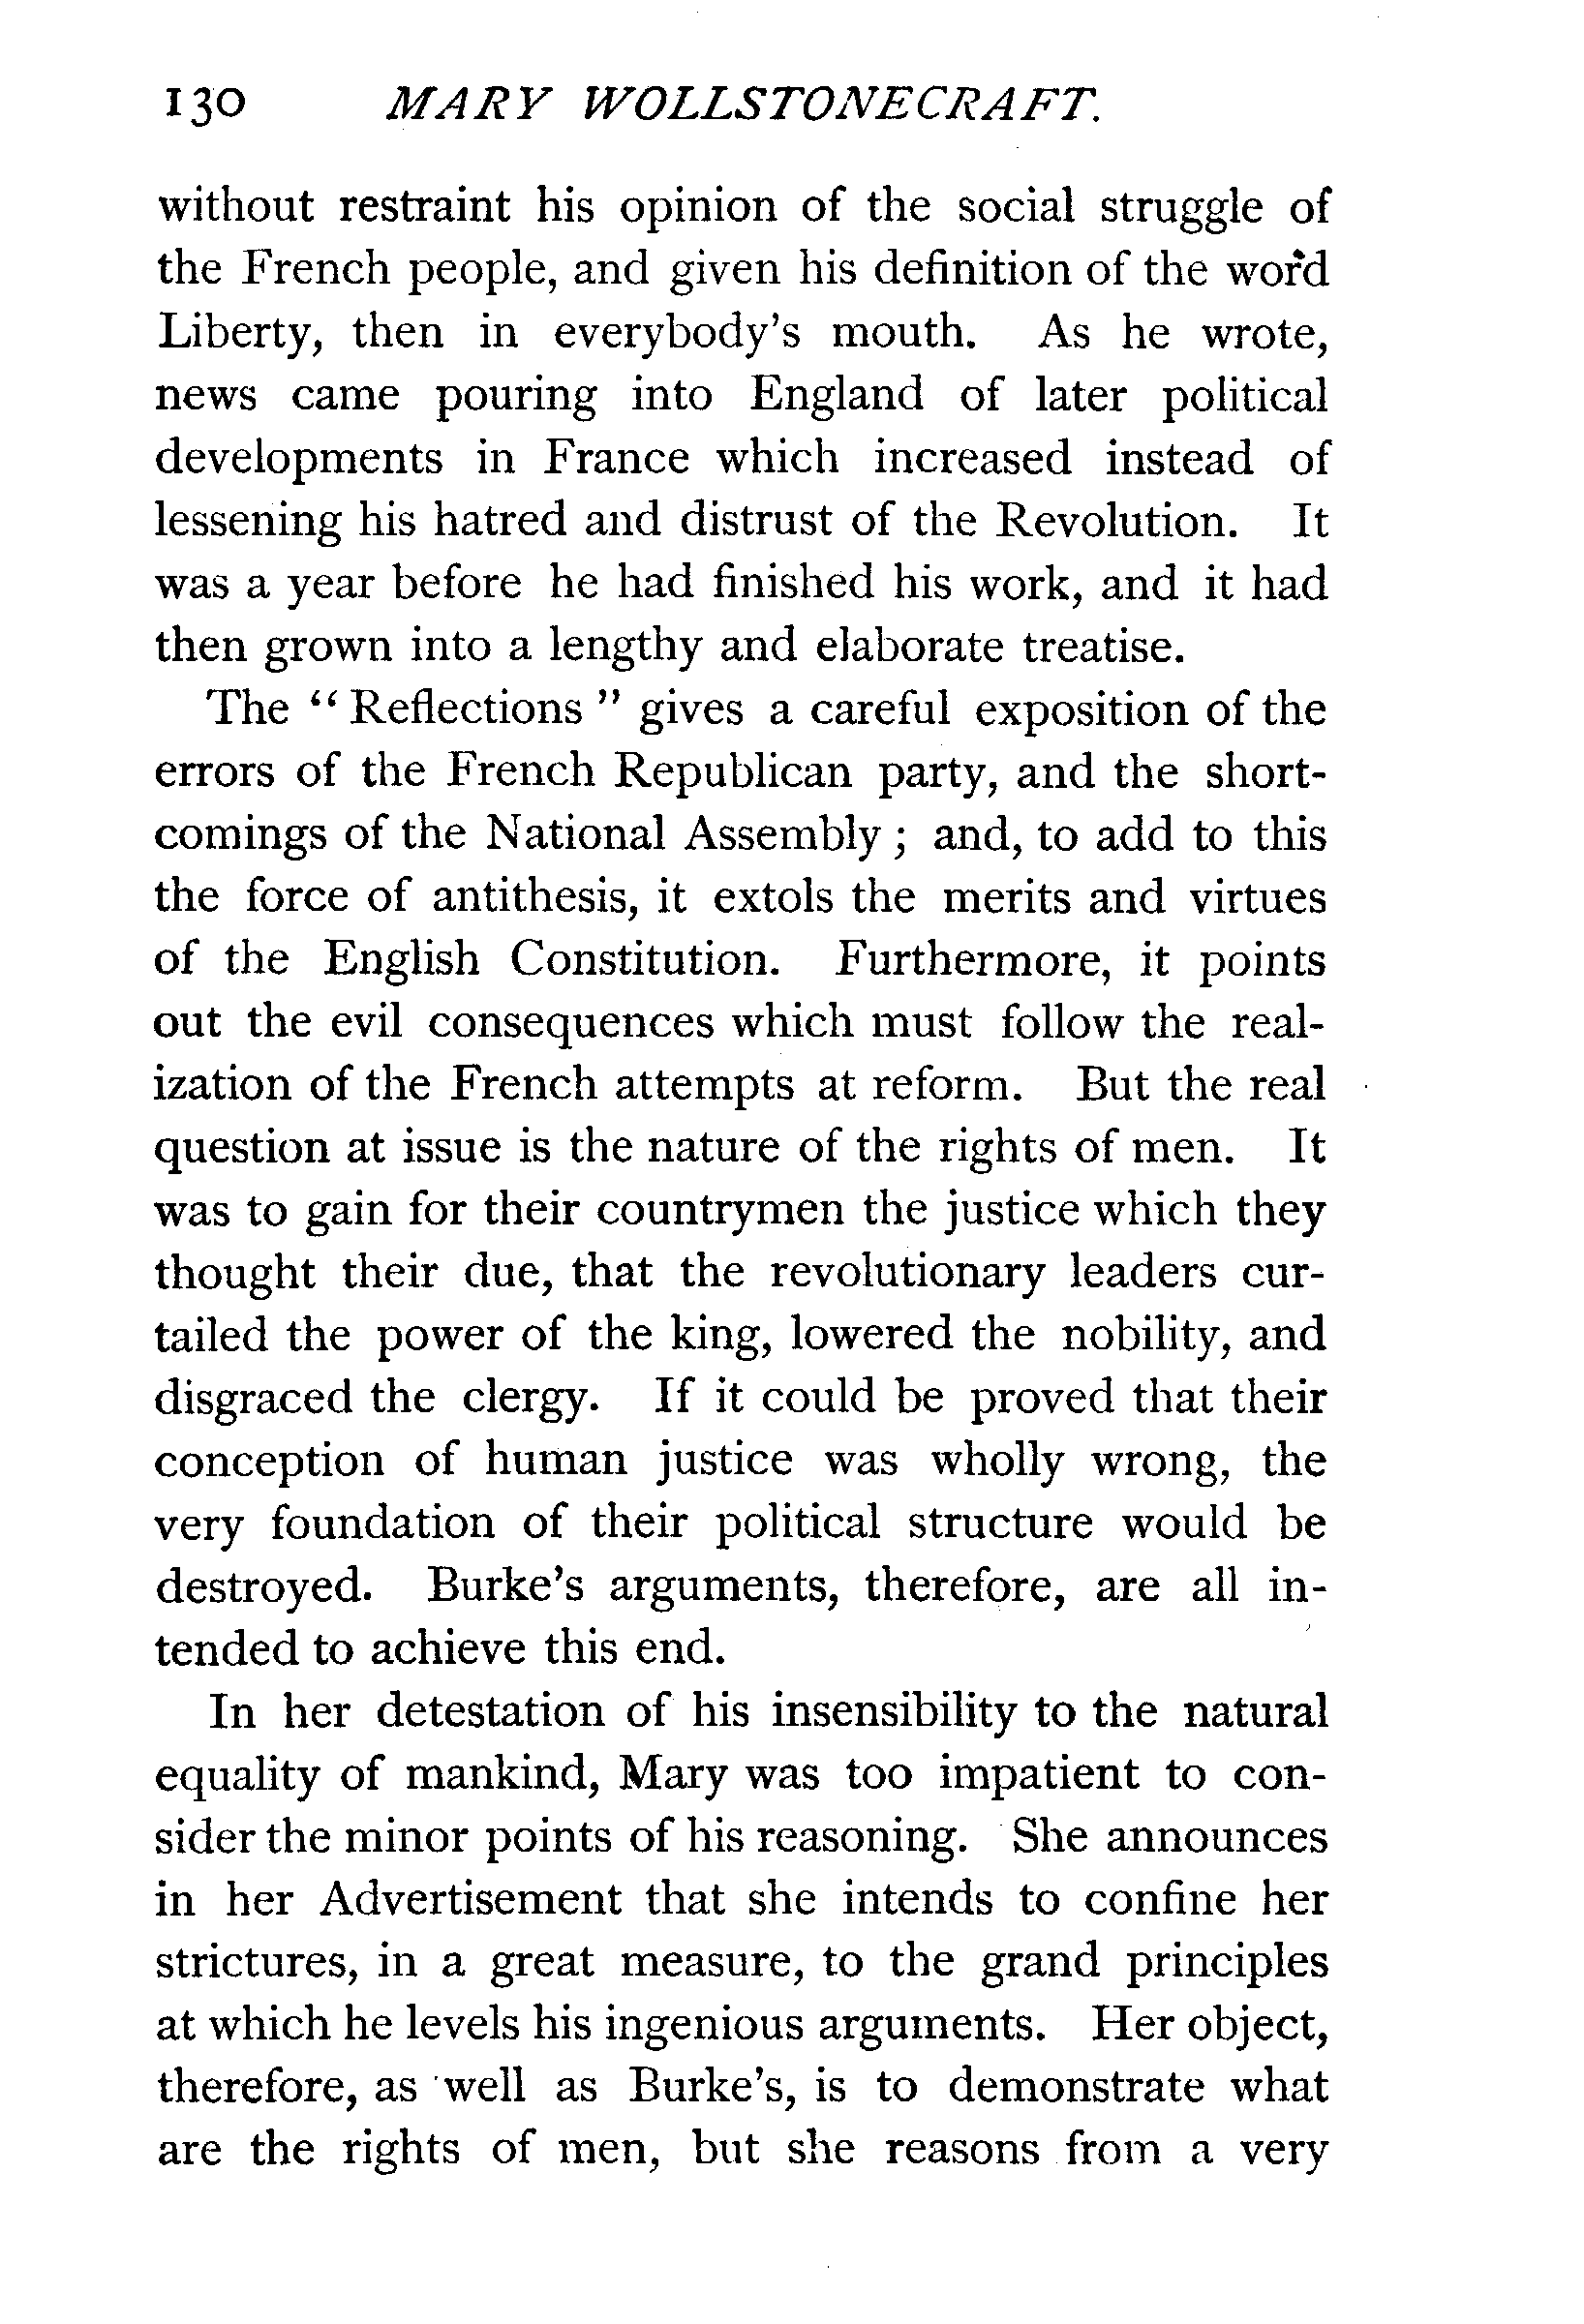 130 MARY WOLLSTONECRAFT.
without restraint his opinion of the social struggle of
the French people, and given his definition of the word
Liberty, then in everybody's mouth. As he wrote,
news came pouring into England of later political
developments in France which increased instead of
lessening his hatred and distrust of the Revolution. It
was a year before he had finished his work, and it had
then grown into a lengthy and elaborate treatise.
The “ Reflections ” gives a careful exposition of the
errors of the French Republican party, and the short-
comings of the National Assembly ; and, to add to this
the force of antithesis, it extols the merits and virtues
of the English Constitution. Furthermore, it points
out the evil consequences which must follow the real-
ization of the French attempts at reform. But the real
question at issue is the nature of the rights of men. It
was to gain for their countrymen the justice which they
thought their due, that the revolutionary leaders cur-
tailed the power of the king, lowered the nobility, and
disgraced the clergy. If it could be proved that their
conception of human justice was wholly wrong, the
very foundation of their political structure would be
destroyed. Burke's arguments, therefore, are all in-
tended to achieve this end.
In her detestation of his insensibility to the natural
equality of mankind, Mary was too impatient to con-
sider the minor points of his reasoning. She announces
in her Advertisement that she intends to confine her
strictures, in a great measure, to the grand principles
at which he levels his ingenious arguments. Her object,
therefore, as well as Burke's, is to demonstrate what
are the rights of men, but she reasons from a very